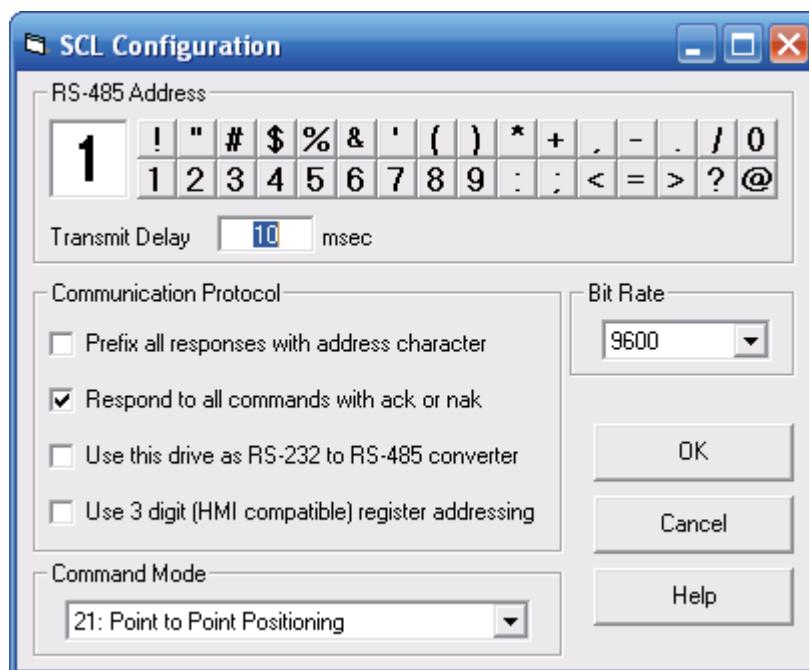 SCL Configuration
RS-485 Address
1
! " # $ % & ' ( ) * + , - . / 0
1 2 3 4 5 6 7 8 9 : ; < = > ? @
Transmit Delay 10 msec
Communication Protocol
Prefix all responses with address character
Respond to all commands with ack or nak
Use this drive as RS-232 to RS-485 converter
Use 3 digit (HMI compatible) register addressing
Bit Rate
9600
OK
Cancel
Help
Command Mode
21: Point to Point Positioning